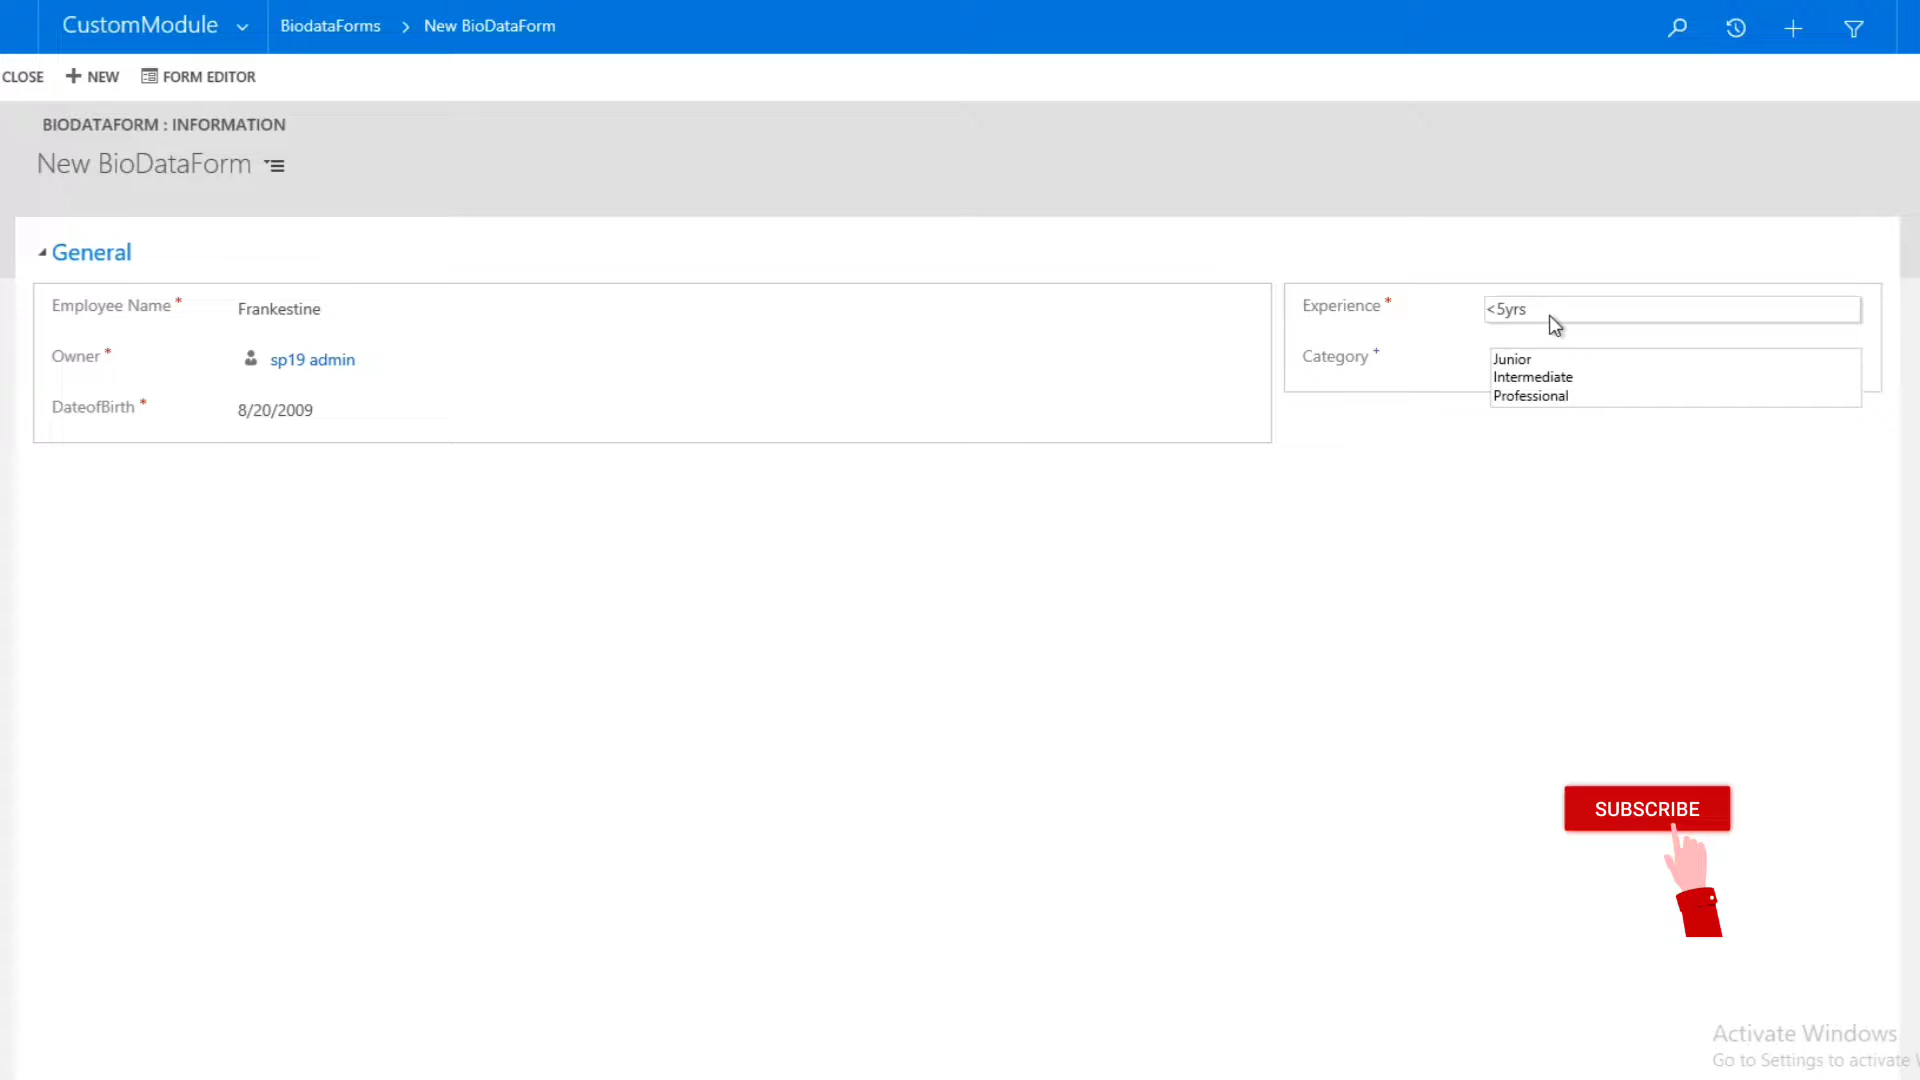 CustomModule
BiodataForms > New BioDataForm
CLOSE
NEW
FORM EDITOR
BIODATAFORM : INFORMATION
New BioDataForm
General
Employee Name *
Frankestine
Owner *
sp19 admin
DateofBirth *
8/20/2009
Experience *
<5yrs
Category +
Junior
Intermediate
Professional
SUBSCRIBE
Activate Windows
Go to Settings to activate